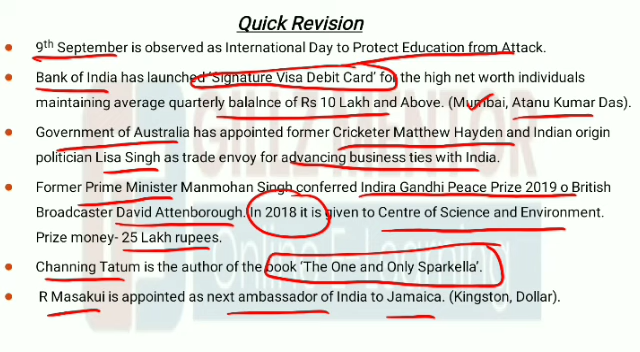 Quick Revision
• 9th September is observed as International Day to Protect Education from Attack.
• Bank of India has launched 'Signature Visa Debit Card' for the high net worth individuals
maintaining average quarterly balalnce of Rs 10 Lakh and Above. (Mumbai, Atanu Kumar Das).
• Government of Australia has appointed former Cricketer Matthew Hayden and Indian origin
politician Lisa Singh as trade envoy for advancing business ties with India.
• Former Prime Minister Manmohan Singh conferred Indira Gandhi Peace Prize 2019 o British
Broadcaster David Attenborough. In 2018 it is given to Centre of Science and Environment.
Prize money- 25 Lakh rupees.
• Channing Tatum is the author of the book 'The One and Only Sparkella'.
• R Masakui is appointed as next ambassador of India to Jamaica. (Kingston, Dollar).